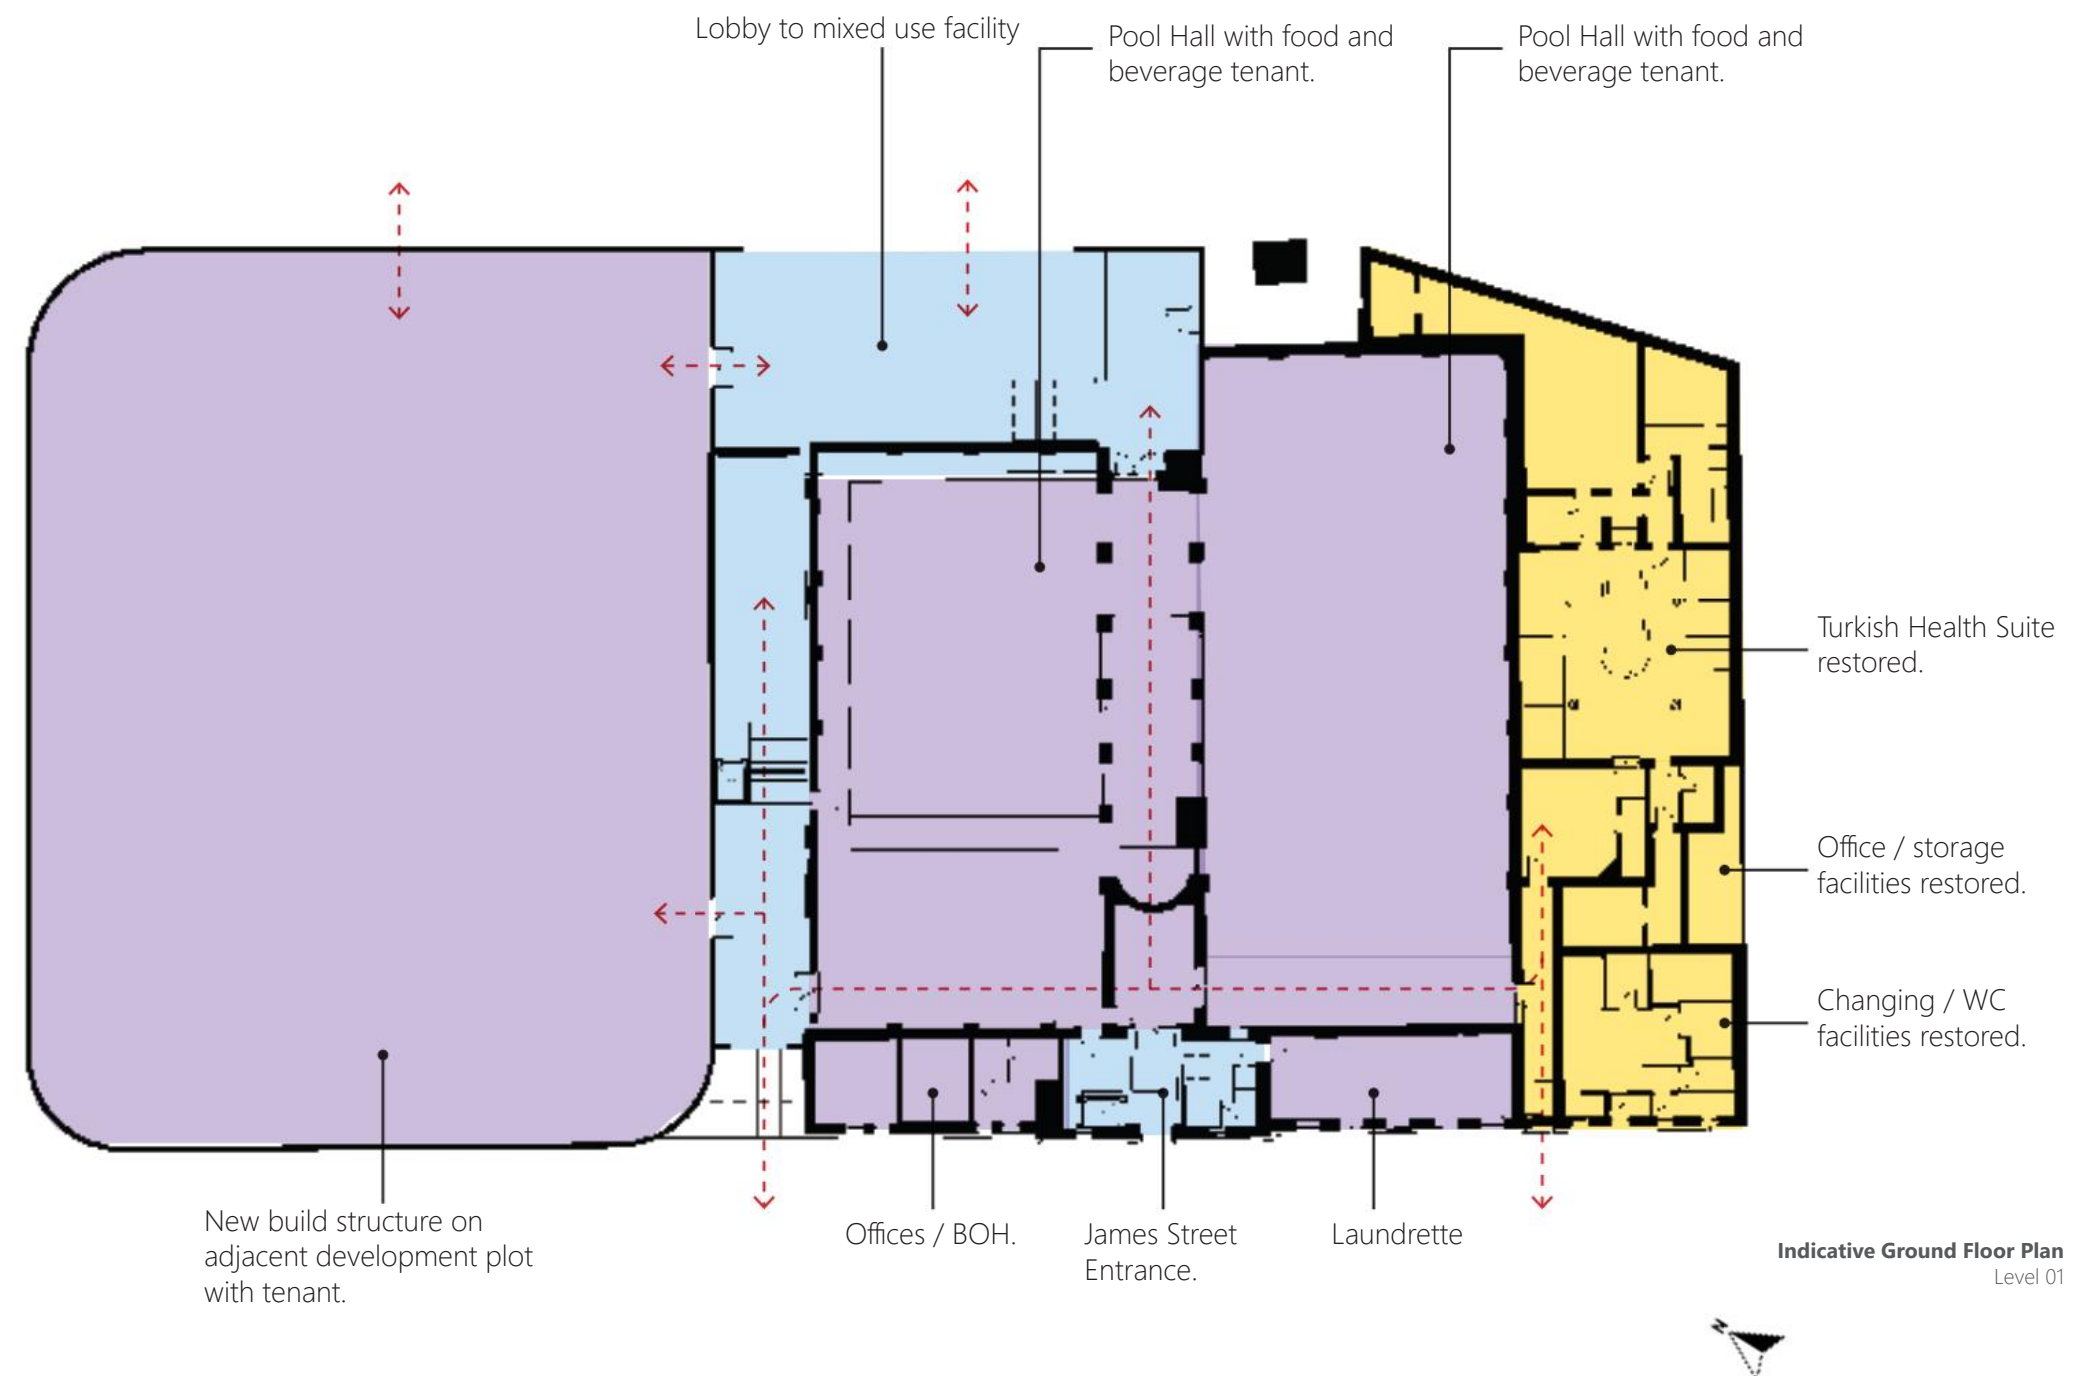 Lobby to mixed use facility
Pool Hall with food and
beverage tenant.
Pool Hall with food and
beverage tenant.
Turkish Health Suite
restored.
Office / storage
facilities restored.
Changing / WC
facilities restored.
New build structure on
adjacent development plot
with tenant.
Offices / BOH.
James Street
Entrance.
Laundrette
Indicative Ground Floor Plan
Level 01
N